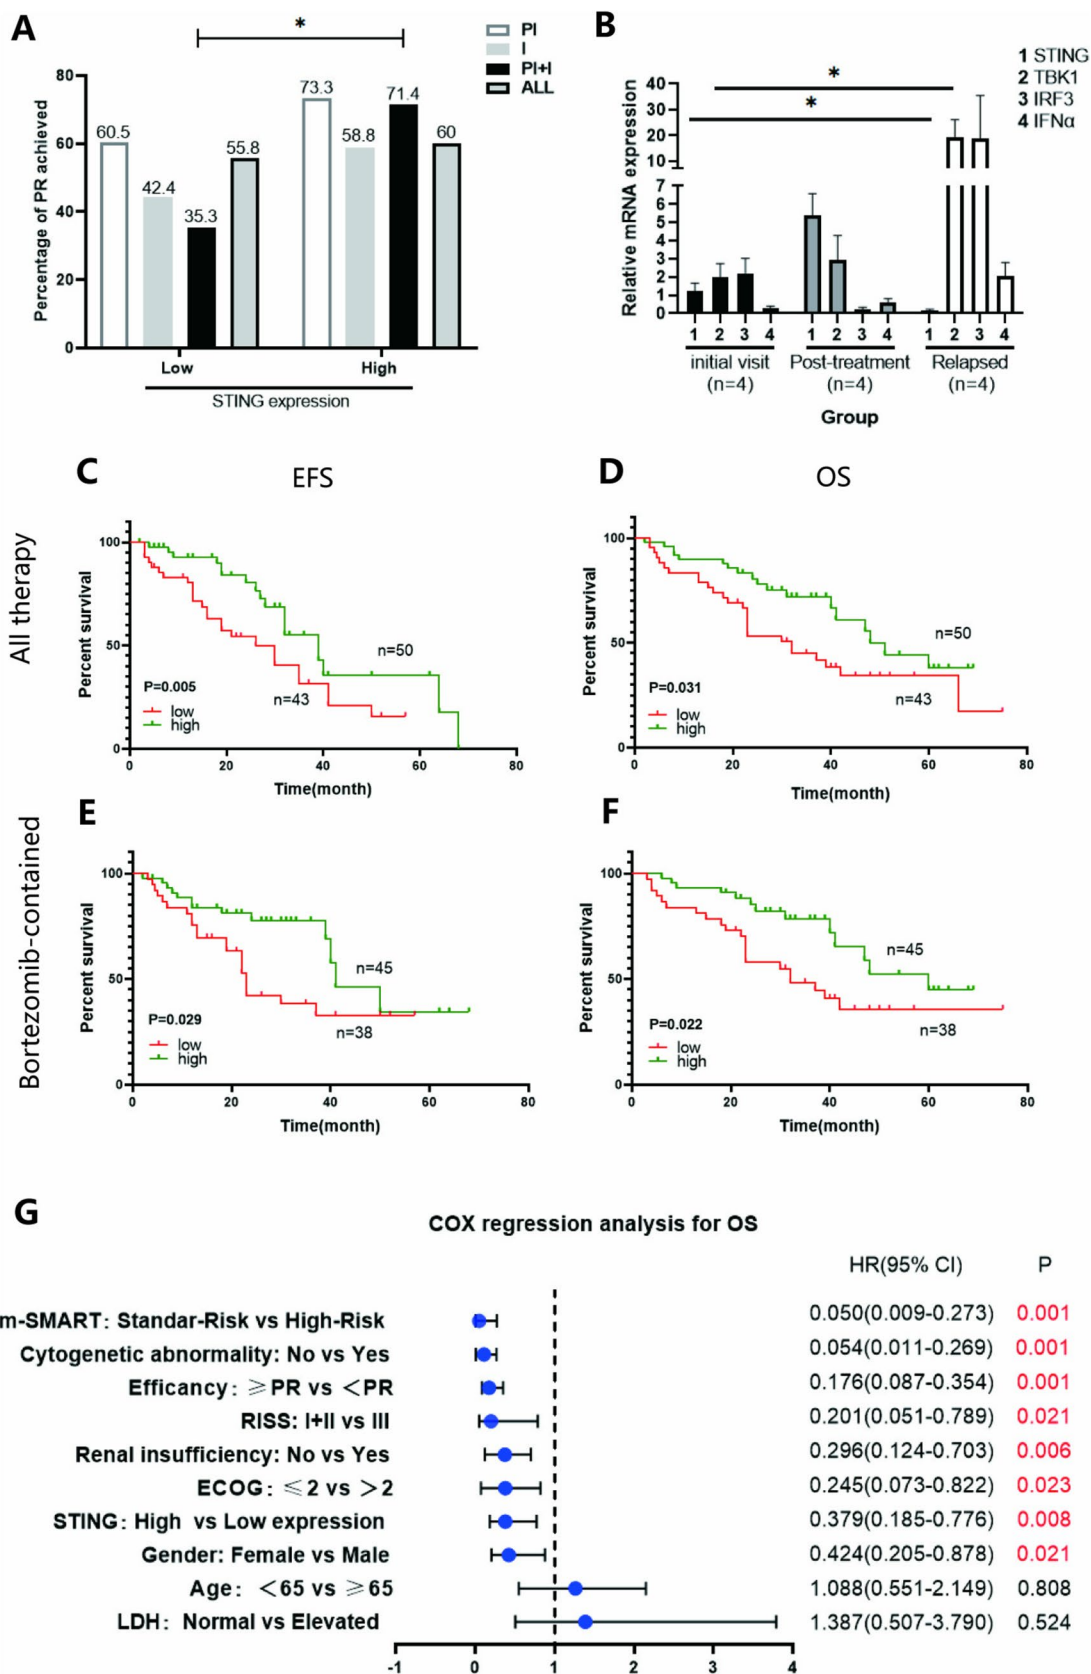 A
*
PI
I
PI+I
ALL
Percentage of PR achieved
80
60
40
20
0
60.5
42.4
35.3
55.8
73.3
58.8
71.4
60
Low
High
STING expression
B
1 STING
2 TBK1
3 IRF3
4 IFNα
*
*
Relative mRNA expression
40
30
20
10
7
6
5
4
3
2
1
0
1 2 3 4 1 2 3 4 1 2 3 4
initial visit Post-treatment Relapsed
(n=4) (n=4) (n=4)
Group
C
EFS
D
OS
All therapy
Percent survival
100
50
0
n=50
n=43
P=0.005
low
high
0 20 40 60 80
Time(month)
Percent survival
100
50
0
n=50
n=43
P=0.031
low
high
0 20 40 60 80
Time(month)
Bortezomib-contained
E
Percent survival
100
50
0
n=45
n=38
P=0.029
low
high
0 20 40 60 80
Time(month)
F
Percent survival
100
50
0
n=45
n=38
P=0.022
low
high
0 20 40 60 80
Time(month)
G
COX regression analysis for OS
HR(95% CI) P
m-SMART: Standar-Risk vs High-Risk 0.050(0.009-0.273) 0.001
Cytogenetic abnormality: No vs Yes 0.054(0.011-0.269) 0.001
Efficancy: ≥PR vs <PR 0.176(0.087-0.354) 0.001
RISS: I+II vs III 0.201(0.051-0.789) 0.021
Renal insufficiency: No vs Yes 0.296(0.124-0.703) 0.006
ECOG: ≤2 vs >2 0.245(0.073-0.822) 0.023
STING: High vs Low expression 0.379(0.185-0.776) 0.008
Gender: Female vs Male 0.424(0.205-0.878) 0.021
Age: <65 vs ≥65 1.088(0.551-2.149) 0.808
LDH: Normal vs Elevated 1.387(0.507-3.790) 0.524
-1 0 1 2 3 4